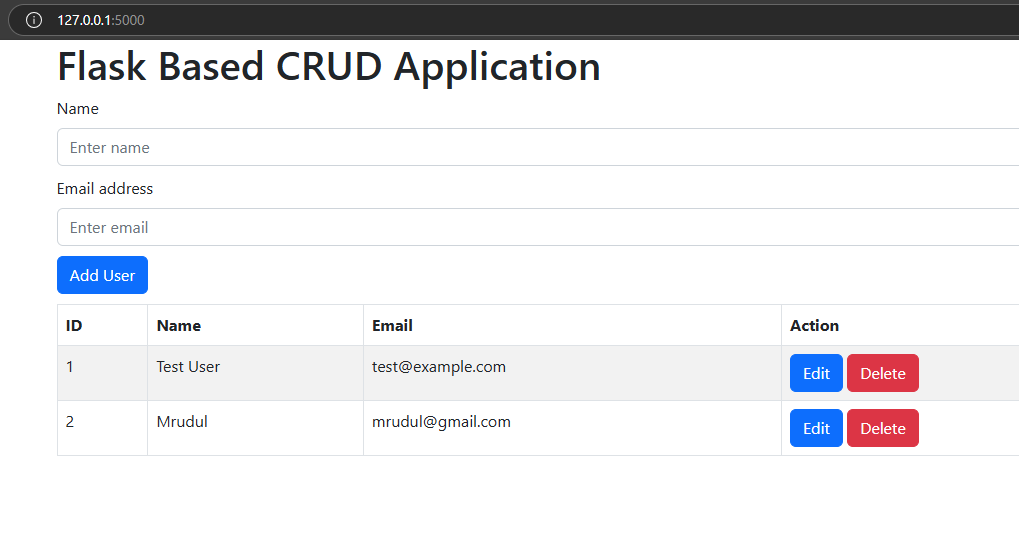 127.0.0.1:5000
Flask Based CRUD Application
Name
Enter name
Email address
Enter email
Add User
ID Name Email Action
1 Test User test@example.com Edit Delete
2 Mrudul mrudul@gmail.com Edit Delete